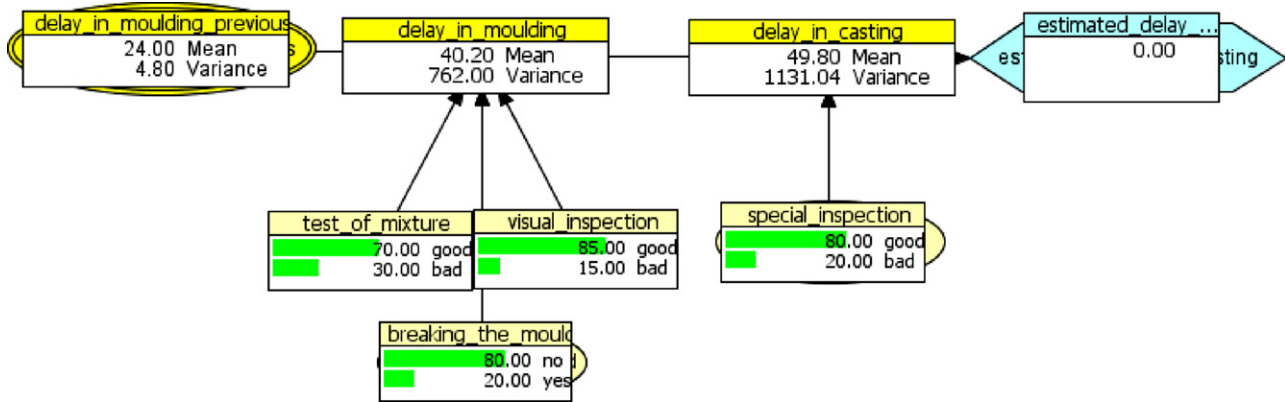 delay_in_moulding_previous
24.00 Mean
4.80 Variance
delay_in_moulding
40.20 Mean
762.00 Variance
delay_in_casting
49.80 Mean
1131.04 Variance
estimated_delay_...
0.00
est
sting
test_of_mixture
70.00 good
30.00 bad
visual_inspection
85.00 good
15.00 bad
special_inspection
80.00 good
20.00 bad
breaking_the_mould
80.00 no
20.00 yes